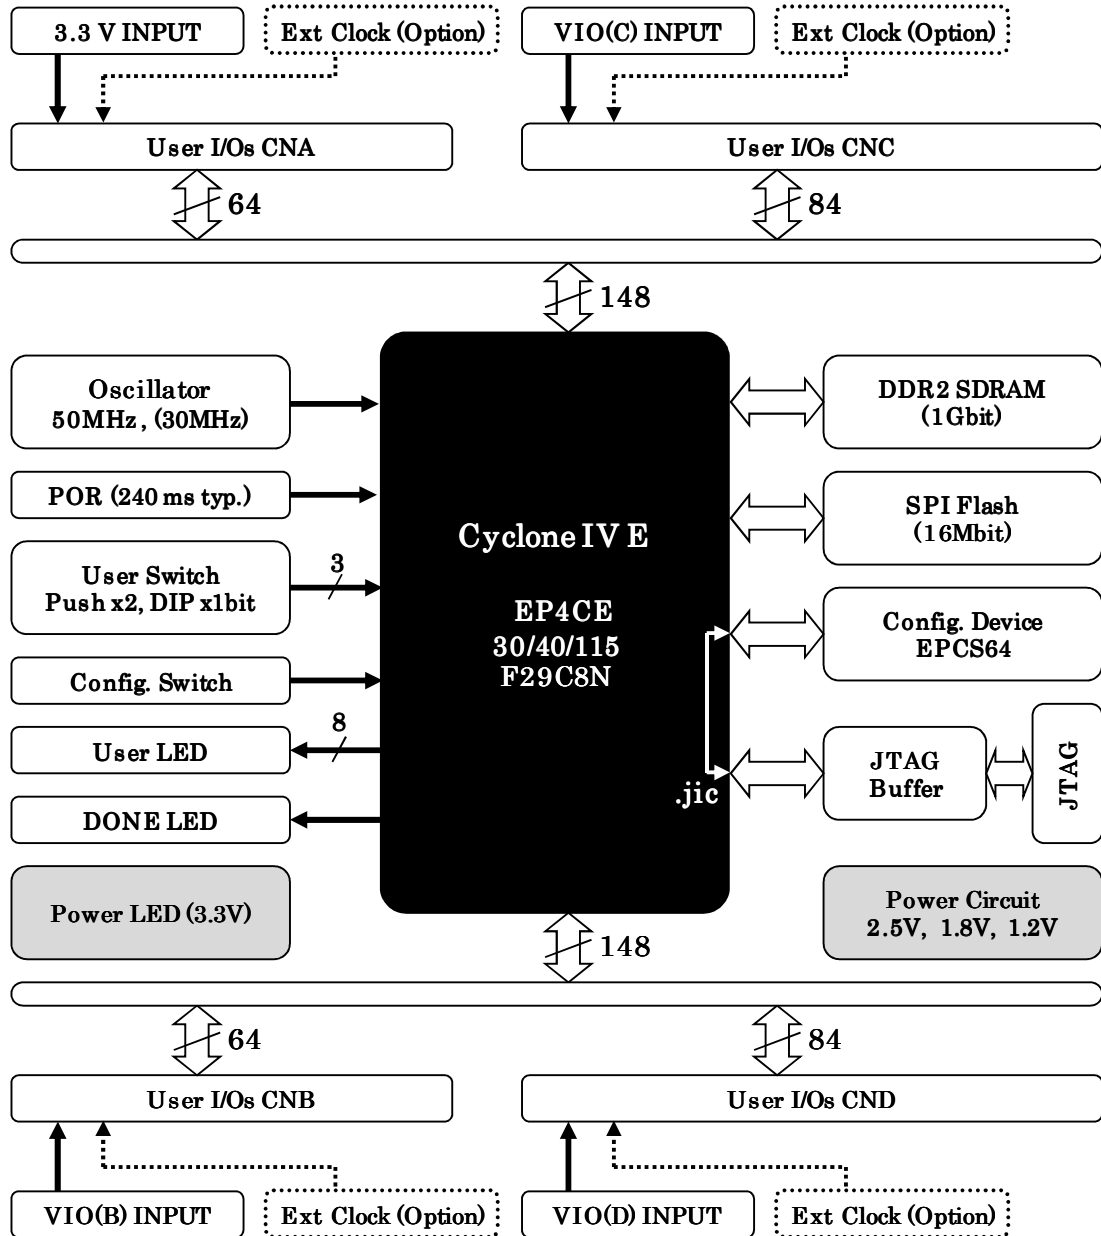 3.3 V INPUT
Ext Clock (Option)
VIO(C) INPUT
Ext Clock (Option)
User I/Os CNA
User I/Os CNC
64
84
148
Oscillator
50MHz, (30MHz)
POR (240 ms typ.)
User Switch
Push x2, DIP x1bit
3
Config. Switch
User LED
8
DONE LED
Power LED (3.3V)
Cyclone IV E
EP4CE
30/40/115
F29C8N
.jic
DDR2 SDRAM
(1Gbit)
SPI Flash
(16Mbit)
Config. Device
EPCS64
JTAG
Buffer
JTAG
Power Circuit
2.5V, 1.8V, 1.2V
148
64
84
User I/Os CNB
User I/Os CND
VIO(B) INPUT
Ext Clock (Option)
VIO(D) INPUT
Ext Clock (Option)